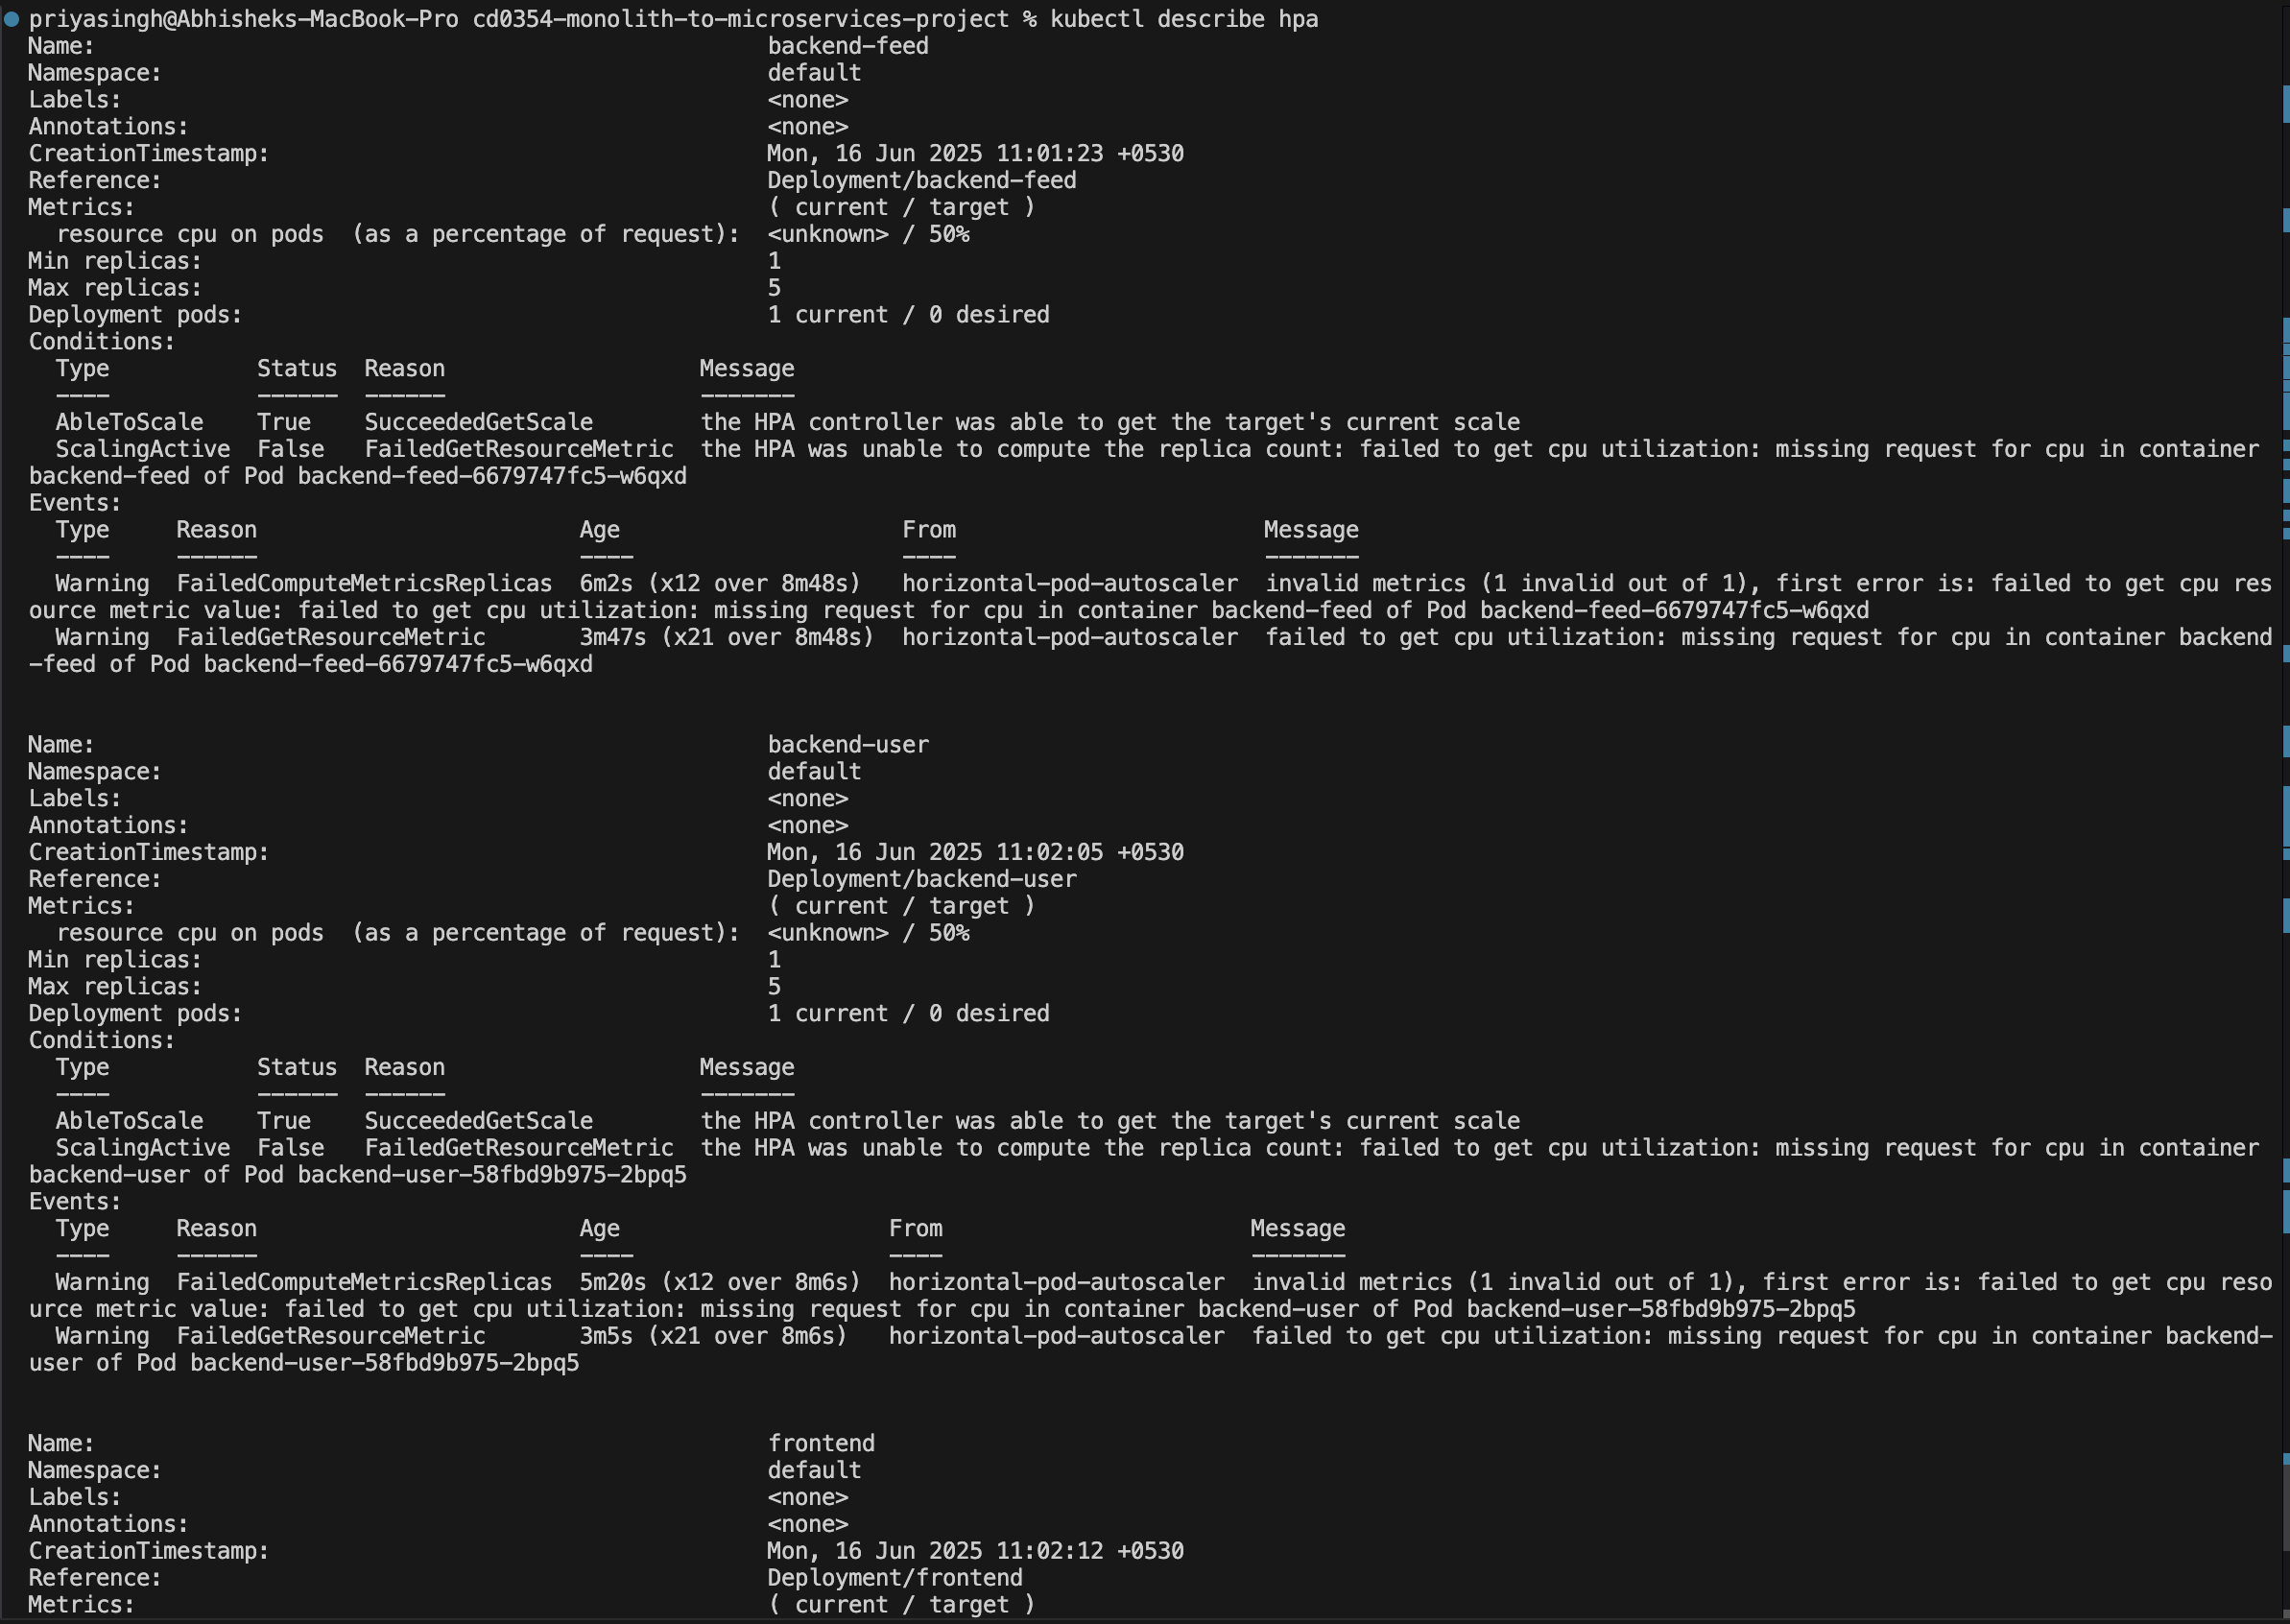 priyasingh@Abhisheks-MacBook-Pro cd0354-monolith-to-microservices-project % kubectl describe hpa
Name:                                                  backend-feed
Namespace:                                             default
Labels:                                                <none>
Annotations:                                           <none>
CreationTimestamp:                                     Mon, 16 Jun 2025 11:01:23 +0530
Reference:                                             Deployment/backend-feed
Metrics:                                               ( current / target )
  resource cpu on pods  (as a percentage of request):  <unknown> / 50%
Min replicas:                                          1
Max replicas:                                          5
Deployment pods:                                       1 current / 0 desired
Conditions:
  Type           Status  Reason                   Message
  ----           ------  ------                   -------
  AbleToScale    True    SucceededGetScale        the HPA controller was able to get the target's current scale
  ScalingActive  False   FailedGetResourceMetric  the HPA was unable to compute the replica count: failed to get cpu utilization: missing request for cpu in container
backend-feed of Pod backend-feed-6679747fc5-w6qxd
Events:
  Type     Reason                        Age                     From                       Message
  ----     ------                        ----                    ----                       -------
  Warning  FailedComputeMetricsReplicas  6m2s (x12 over 8m48s)   horizontal-pod-autoscaler  invalid metrics (1 invalid out of 1), first error is: failed to get cpu res
ource metric value: failed to get cpu utilization: missing request for cpu in container backend-feed of Pod backend-feed-6679747fc5-w6qxd
  Warning  FailedGetResourceMetric       3m47s (x21 over 8m48s)  horizontal-pod-autoscaler  failed to get cpu utilization: missing request for cpu in container backend
-feed of Pod backend-feed-6679747fc5-w6qxd
Name:                                                  backend-user
Namespace:                                             default
Labels:                                                <none>
Annotations:                                           <none>
CreationTimestamp:                                     Mon, 16 Jun 2025 11:02:05 +0530
Reference:                                             Deployment/backend-user
Metrics:                                               ( current / target )
  resource cpu on pods  (as a percentage of request):  <unknown> / 50%
Min replicas:                                          1
Max replicas:                                          5
Deployment pods:                                       1 current / 0 desired
Conditions:
  Type           Status  Reason                   Message
  ----           ------  ------                   -------
  AbleToScale    True    SucceededGetScale        the HPA controller was able to get the target's current scale
  ScalingActive  False   FailedGetResourceMetric  the HPA was unable to compute the replica count: failed to get cpu utilization: missing request for cpu in container
backend-user of Pod backend-user-58fbd9b975-2bpq5
Events:
  Type     Reason                        Age                    From                       Message
  ----     ------                        ----                   ----                       -------
  Warning  FailedComputeMetricsReplicas  5m20s (x12 over 8m6s)  horizontal-pod-autoscaler  invalid metrics (1 invalid out of 1), first error is: failed to get cpu reso
urce metric value: failed to get cpu utilization: missing request for cpu in container backend-user of Pod backend-user-58fbd9b975-2bpq5
  Warning  FailedGetResourceMetric       3m5s (x21 over 8m6s)   horizontal-pod-autoscaler  failed to get cpu utilization: missing request for cpu in container backend-
user of Pod backend-user-58fbd9b975-2bpq5
Name:                                                  frontend
Namespace:                                             default
Labels:                                                <none>
Annotations:                                           <none>
CreationTimestamp:                                     Mon, 16 Jun 2025 11:02:12 +0530
Reference:                                             Deployment/frontend
Metrics:                                               ( current / target )